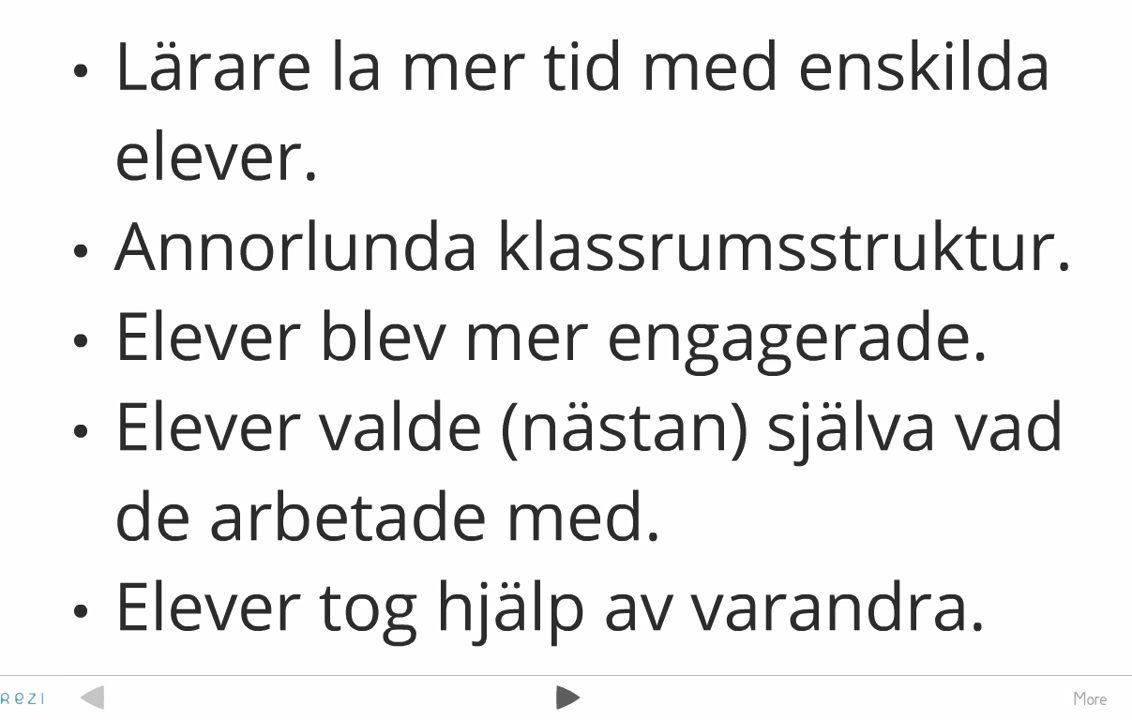 • Lärare la mer tid med enskilda
elever.
• Annorlunda klassrumsstruktur.
• Elever blev mer engagerade.
• Elever valde (nästan) själva vad
de arbetade med.
• Elever tog hjälp av varandra.
Rezi
More